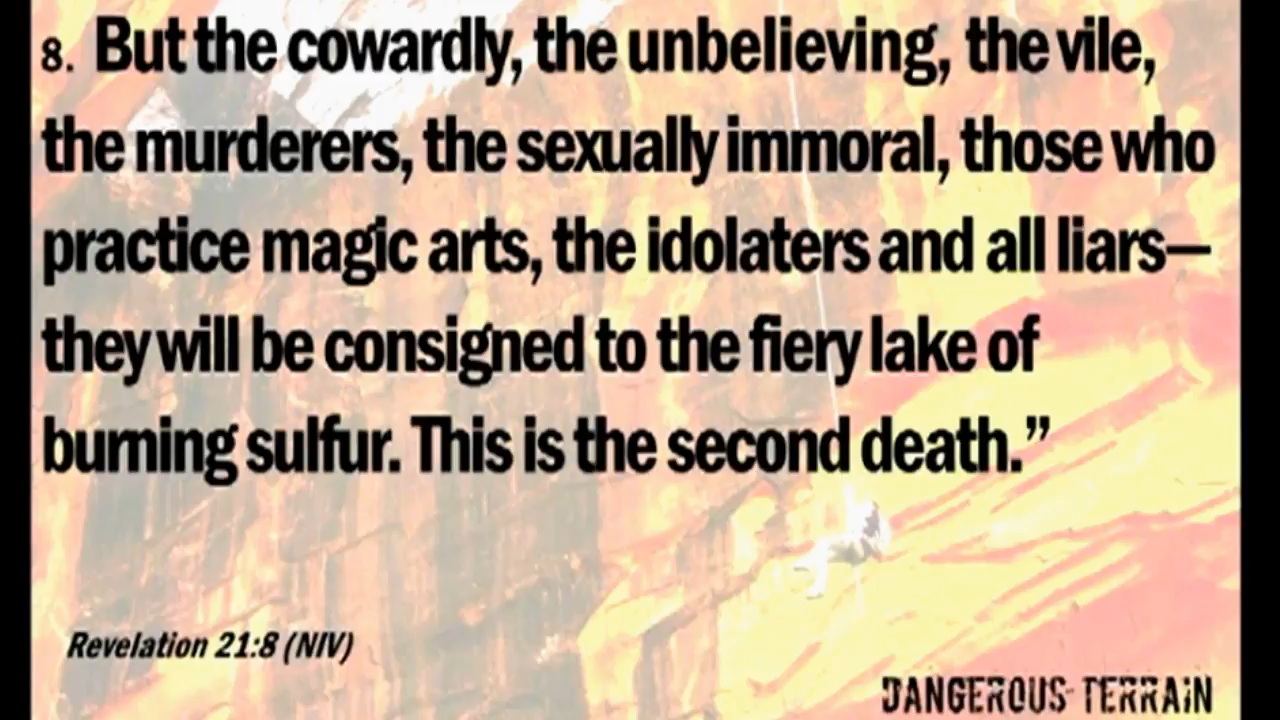 8. But the cowardly, the unbelieving, the vile,
the murderers, the sexually immoral, those who
practice magic arts, the idolaters and all liars—
they will be consigned to the fiery lake of
burning sulfur. This is the second death.”
Revelation 21:8 (NIV)
DANGEROUS TERRAIN